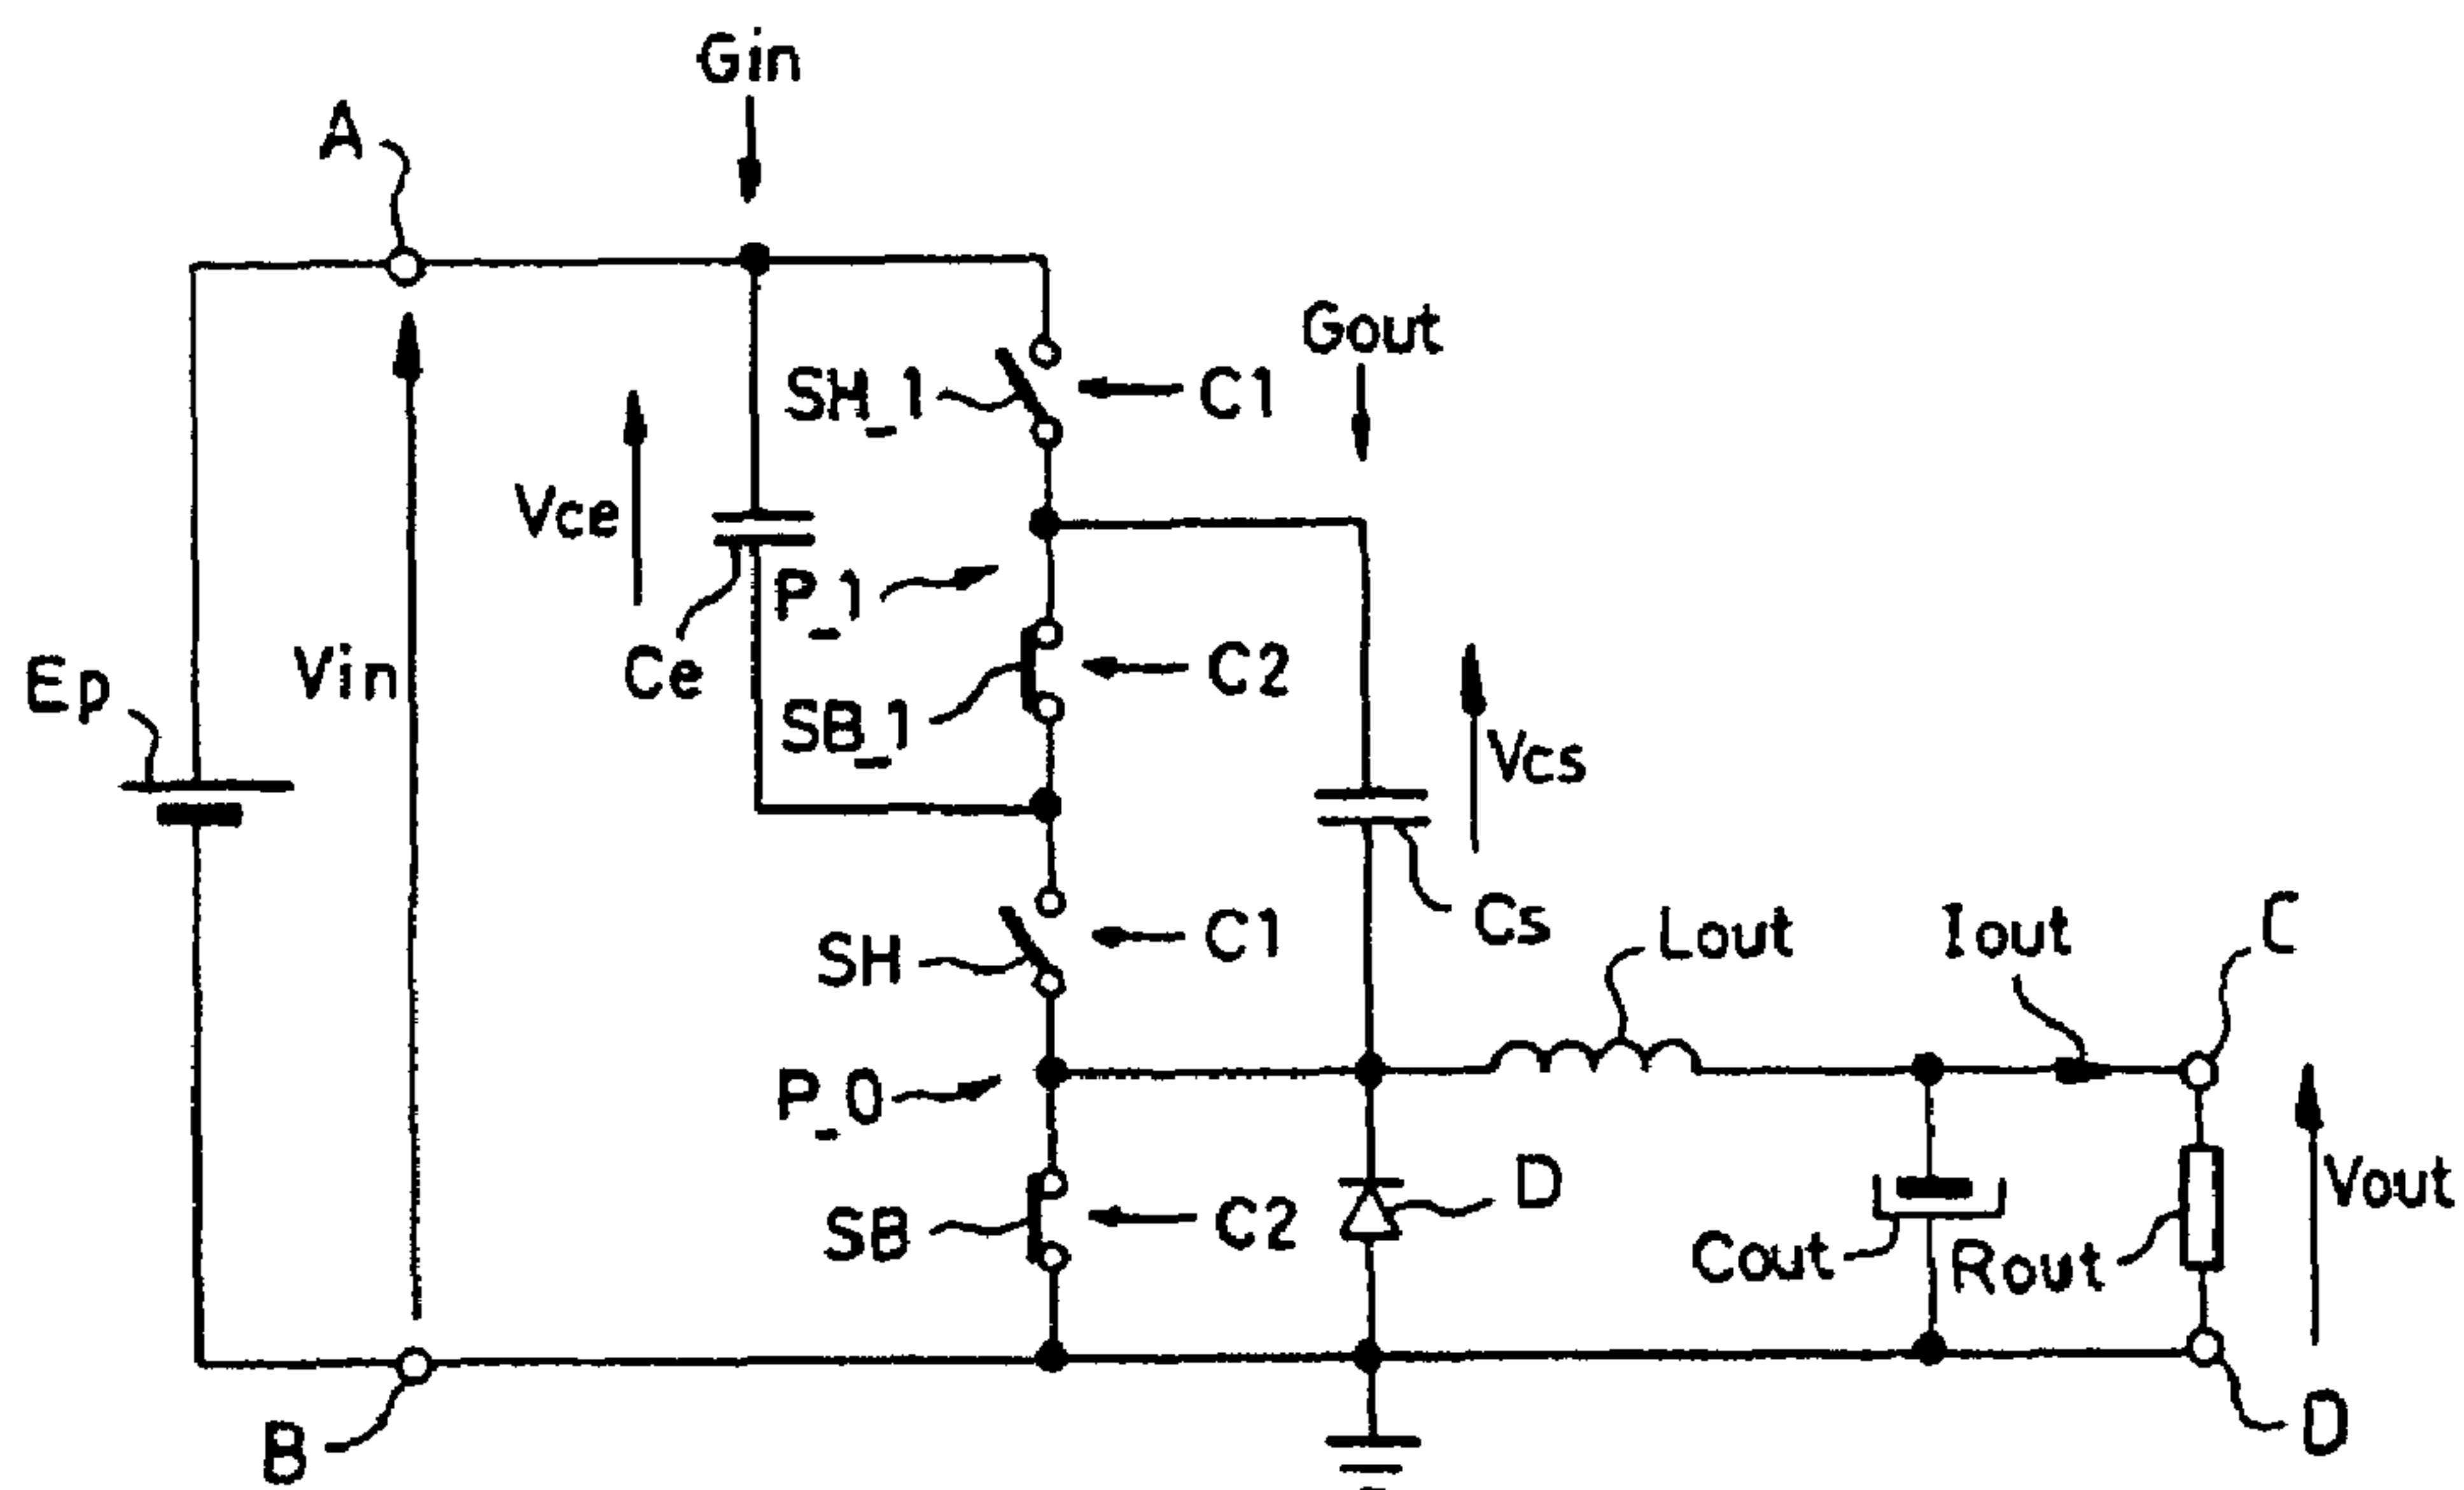 Gin
A
Gout
SH_1
C1
Vce
P_1
Ce
C2
Ep
Vin
SB_1
Vcs
Cs
SH
C1
Lout
Iout
C
P_0
D
Vout
SB
C2
Cout
Rout
B
D